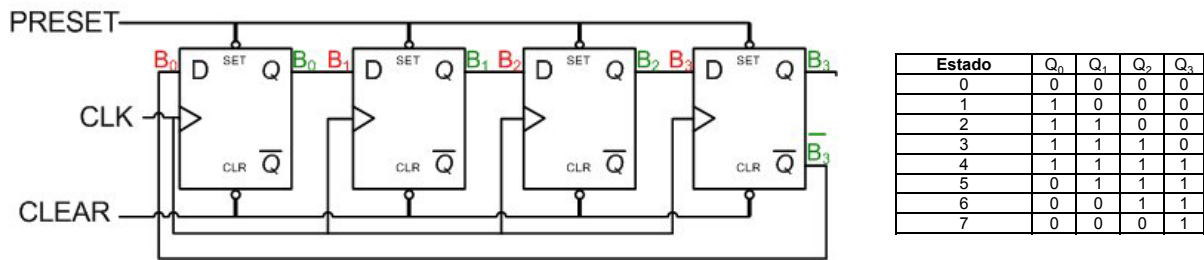 PRESET
B0 D SET Q B0 B1 D SET Q B1 B2 D SET Q B2 B3 D SET Q B3
CLK
CLR Q̅ CLR Q̅ CLR Q̅ CLR Q̅ B̅3
CLEAR
Estado Q0 Q1 Q2 Q3
0 0 0 0 0
1 1 0 0 0
2 1 1 0 0
3 1 1 1 0
4 1 1 1 1
5 0 1 1 1
6 0 0 1 1
7 0 0 0 1